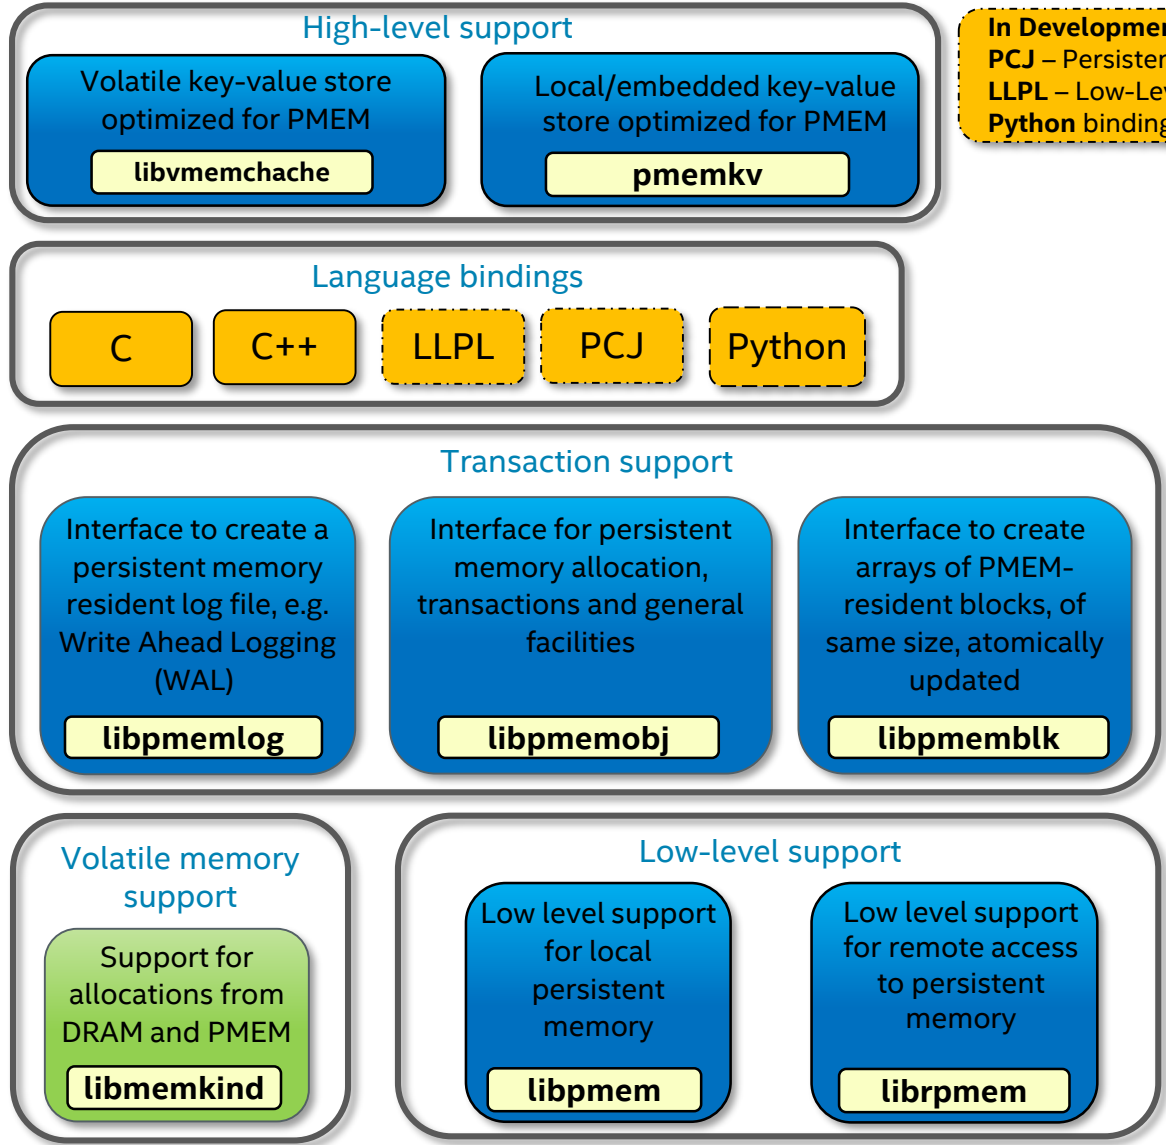 High-level support
Volatile key-value store
optimized for PMEM
libvmemchache
Local/embedded key-value
store optimized for PMEM
pmemkv
In Developmen
PCJ – Persisten
LLPL – Low-Lev
Python binding
Language bindings
C
C++
LLPL
PCJ
Python
Transaction support
Interface to create a
persistent memory
resident log file, e.g.
Write Ahead Logging
(WAL)
libpmemlog
Interface for persistent
memory allocation,
transactions and general
facilities
libpmemobj
Interface to create
arrays of PMEM-
resident blocks, of
same size, atomically
updated
libpmemblk
Volatile memory
support
Support for
allocations from
DRAM and PMEM
libmemkind
Low-level support
Low level support
for local
persistent
memory
libpmem
Low level support
for remote access
to persistent
memory
librpmem